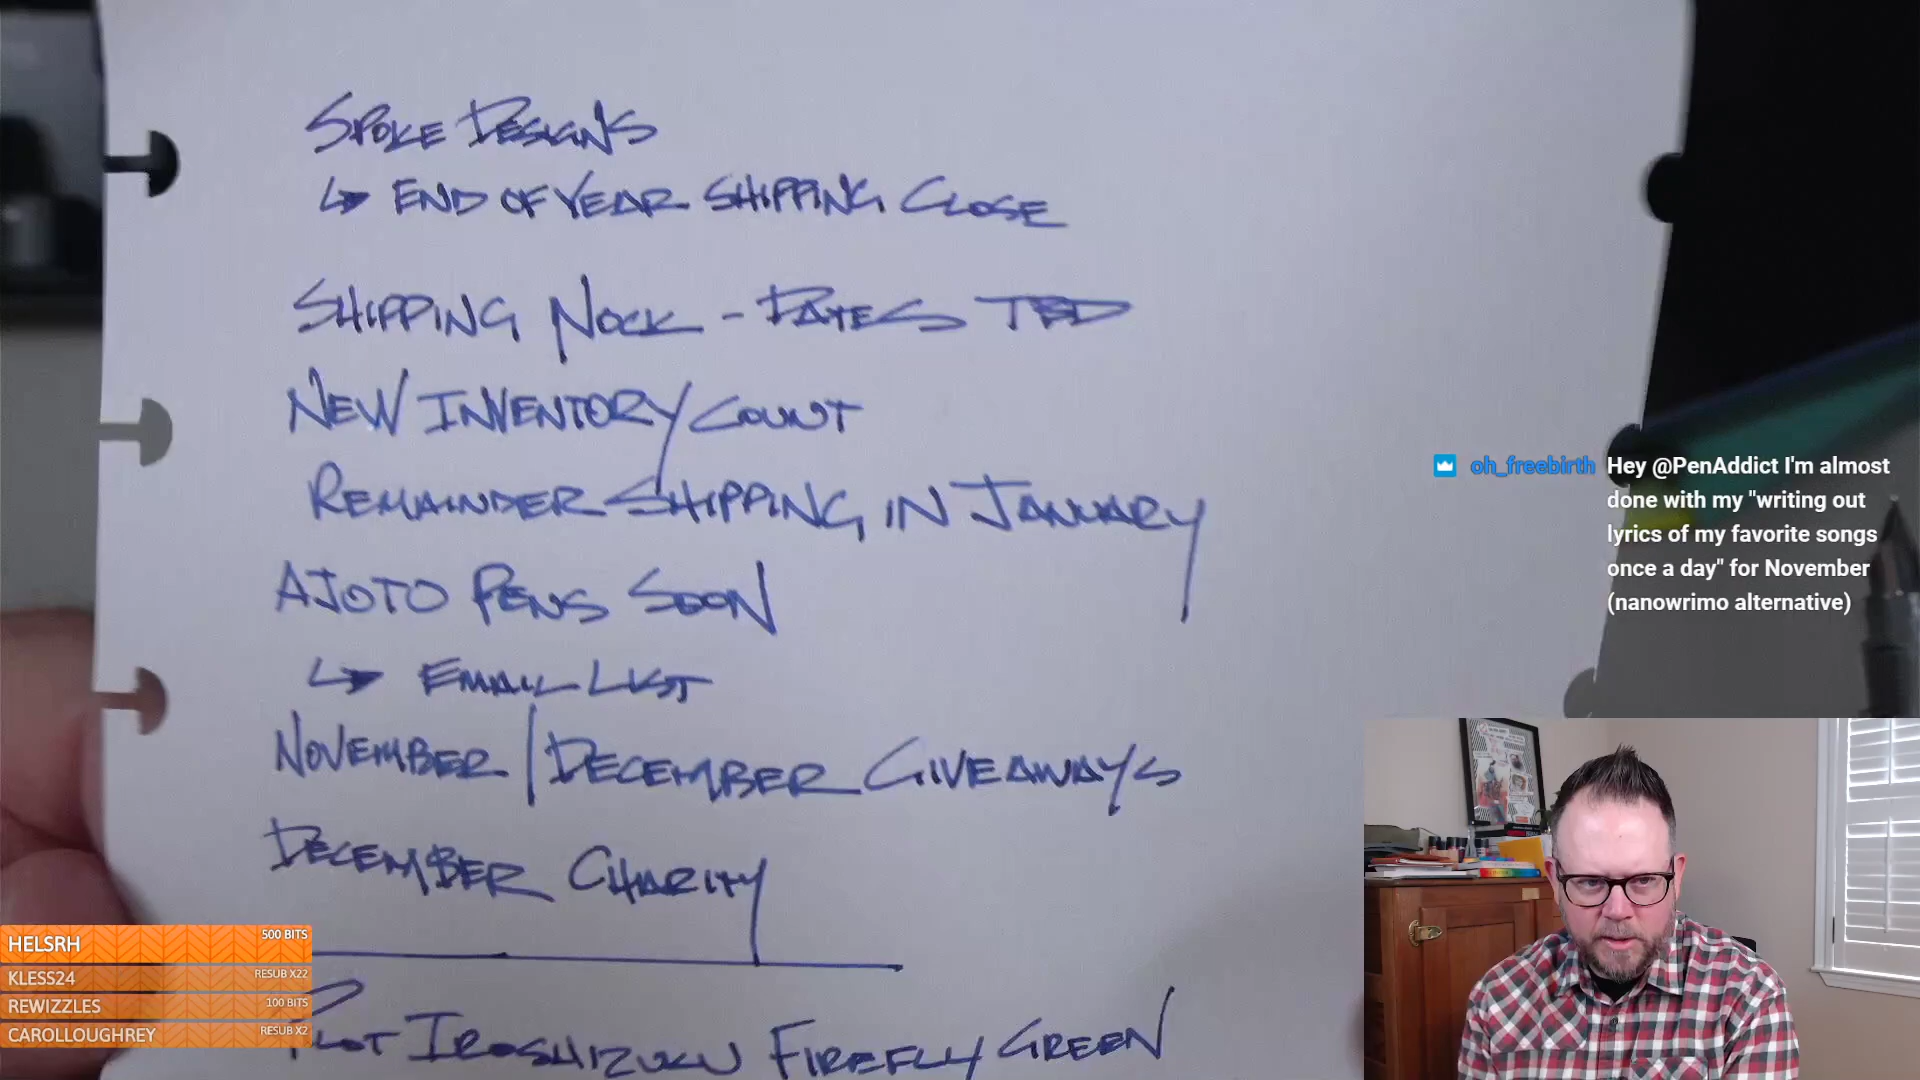 SPOKE DESIGNS
↳ END OF YEAR SHIPPING CLOSE
SHIPPING NOCK - DATES TBD
NEW INVENTORY COUNT
REMAINDER SHIPPING IN JANUARY
AJOTO PENS SOON
↳ EMAIL LIST
NOVEMBER | DECEMBER GIVEAWAYS
DECEMBER CHARITY
PILOT IROSHIZUKU FIREFLY GREEN
oh_freebirth Hey @PenAddict I'm almost
done with my "writing out
lyrics of my favorite songs
once a day" for November
(nanowrimo alternative)
HELSRH 500 BITS
KLESS24 RESUB X22
REWIZZLES 100 BITS
CAROLLOUGHREY RESUB X2